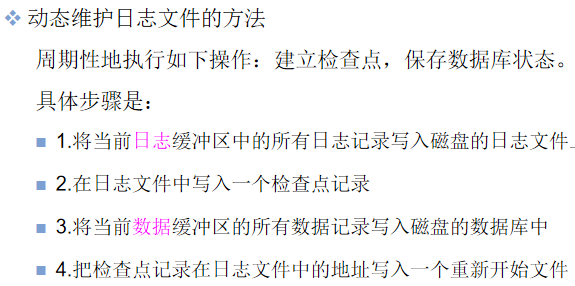 动态维护日志文件的方法
周期性地执行如下操作：建立检查点，保存数据库状态。
具体步骤是：
1.将当前日志缓冲区中的所有日志记录写入磁盘的日志文件
2.在日志文件中写入一个检查点记录
3.将当前数据缓冲区的所有数据记录写入磁盘的数据库中
4.把检查点记录在日志文件中的地址写入一个重新开始文件